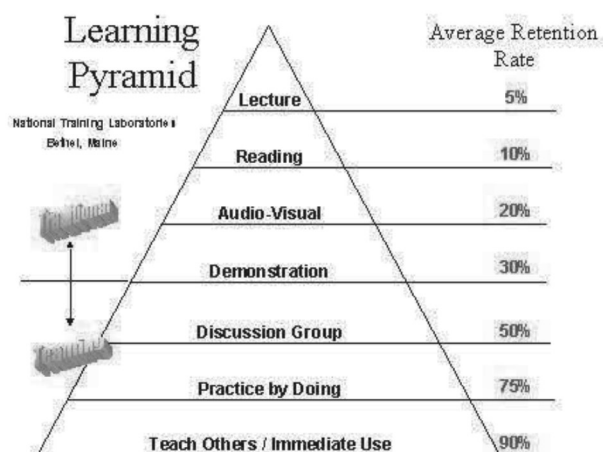 Learning
Pyramid
Average Retention
Rate
National Training Laboratories
Bethel, Maine
Lecture 5%
Reading 10%
Audio-Visual 20%
Demonstration 30%
Discussion Group 50%
Practice by Doing 75%
Teach Others / Immediate Use 90%